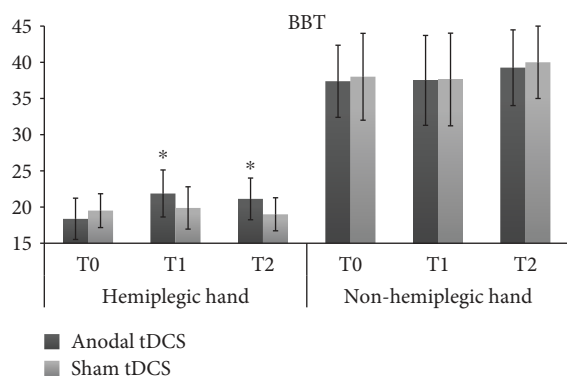 BBT
45
40
35
30
25
20
15
* *
T0 T1 T2 T0 T1 T2
Hemiplegic hand Non-hemiplegic hand
Anodal tDCS
Sham tDCS